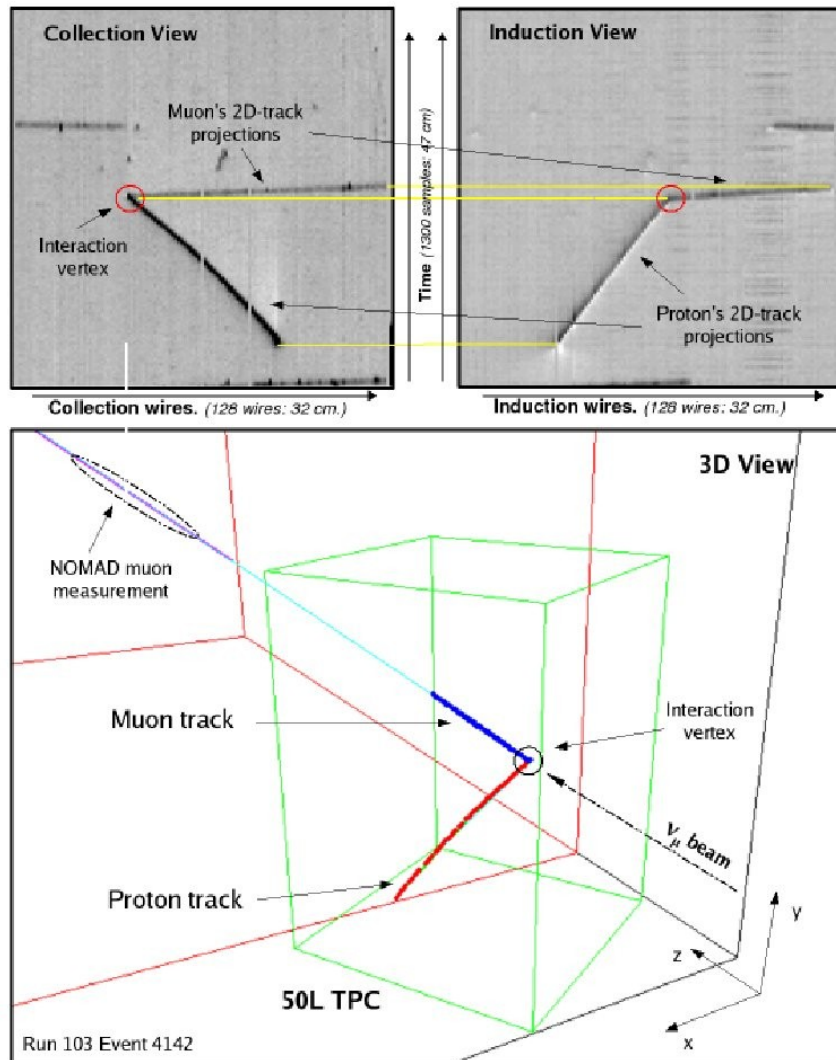 Collection View
Induction View
Muon's 2D-track
projections
Interaction
vertex
Time (1300 samples: 47 cm)
Proton's 2D-track
projections
Collection wires. (128 wires: 32 cm.)
Induction wires. (128 wires: 32 cm.)
3D View
NOMAD muon
measurement
Muon track
Interaction
vertex
νμ beam
Proton track
y
z
x
50L TPC
Run 103 Event 4142